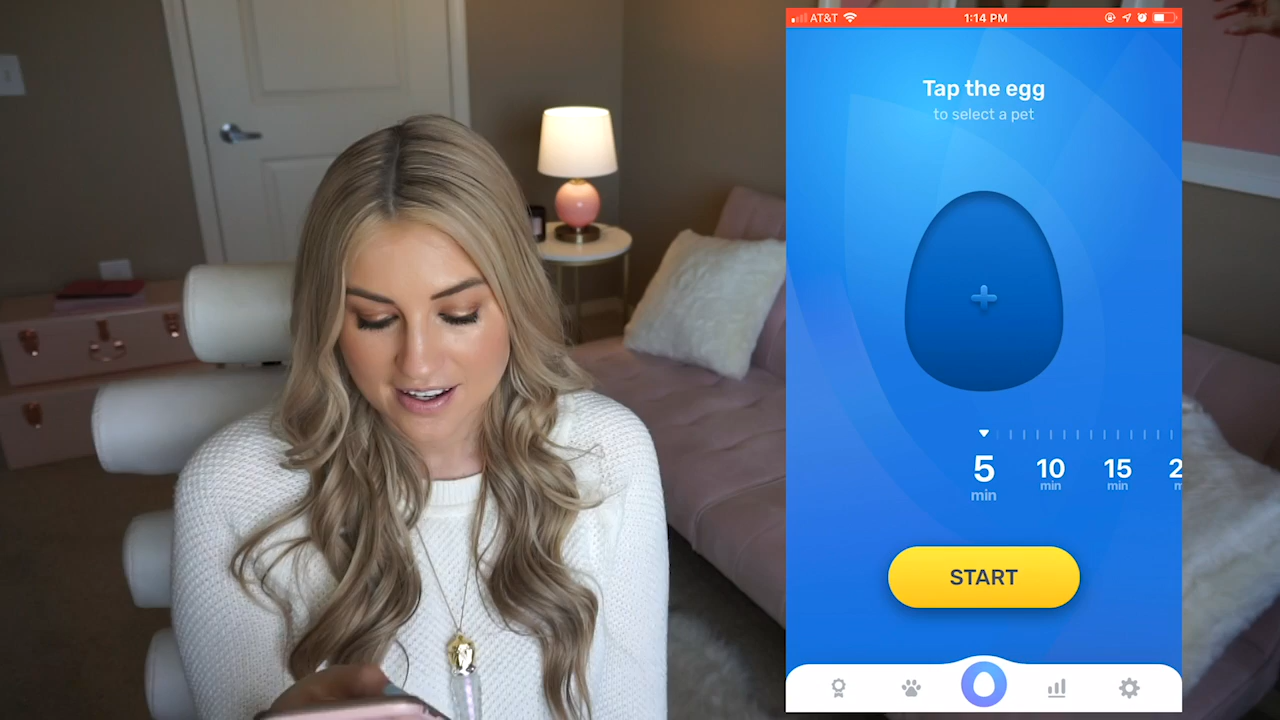 AT&T
1:14 PM
Tap the egg
to select a pet
5
min
10
min
15
min
START